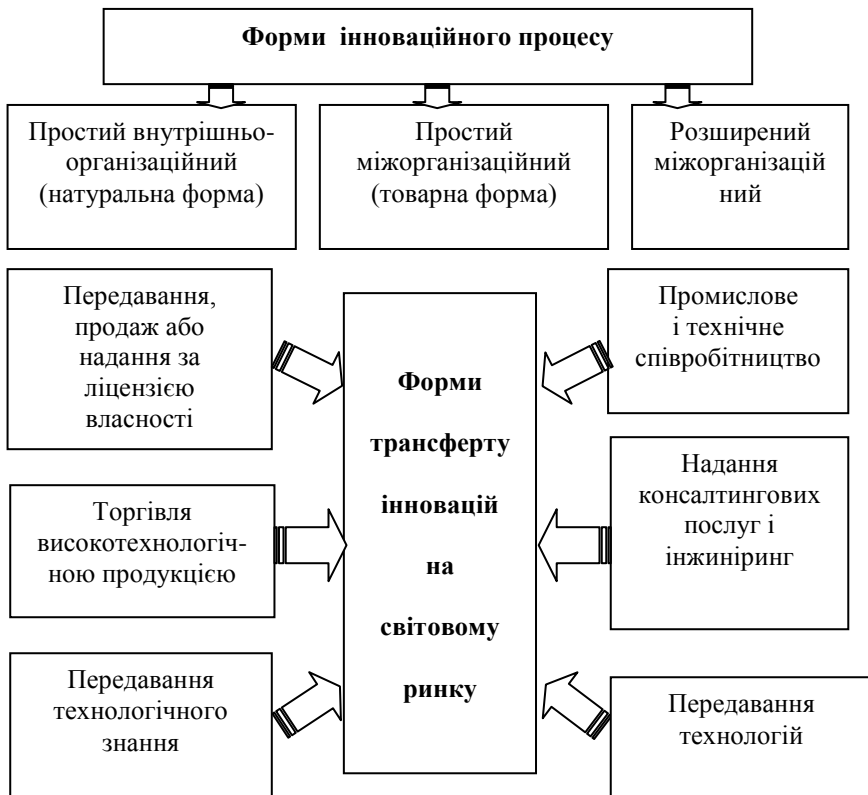 Форми інноваційного процесу
Простий внутрішньо-
організаційний
(натуральна форма)
Простий
міжорганізаційний
(товарна форма)
Розширений
міжорганізацій
ний
Передавання,
продаж або
надання за
ліцензією
власності
Торгівля
високотехнологіч-
ною продукцією
Передавання
технологічного
знання
Форми
трансферту
інновацій
на
світовому
ринку
Промислове
і технічне
співробітництво
Надання
консалтингових
послуг і
інжиніринг
Передавання
технологій